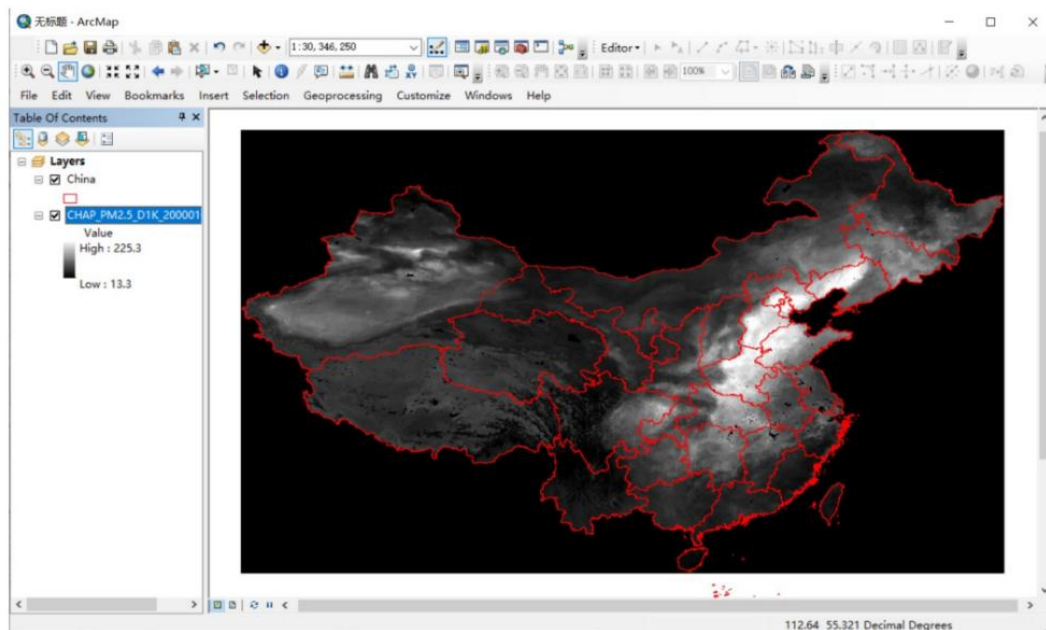 无标题 - ArcMap
1:30,346,250
Editor
100%
File Edit View Bookmarks Insert Selection Geoprocessing Customize Windows Help
Table Of Contents
Layers
China
CHAP_PM2.5_D1K_200001
Value
High : 225.3
Low : 13.3
112.64 55.321 Decimal Degrees